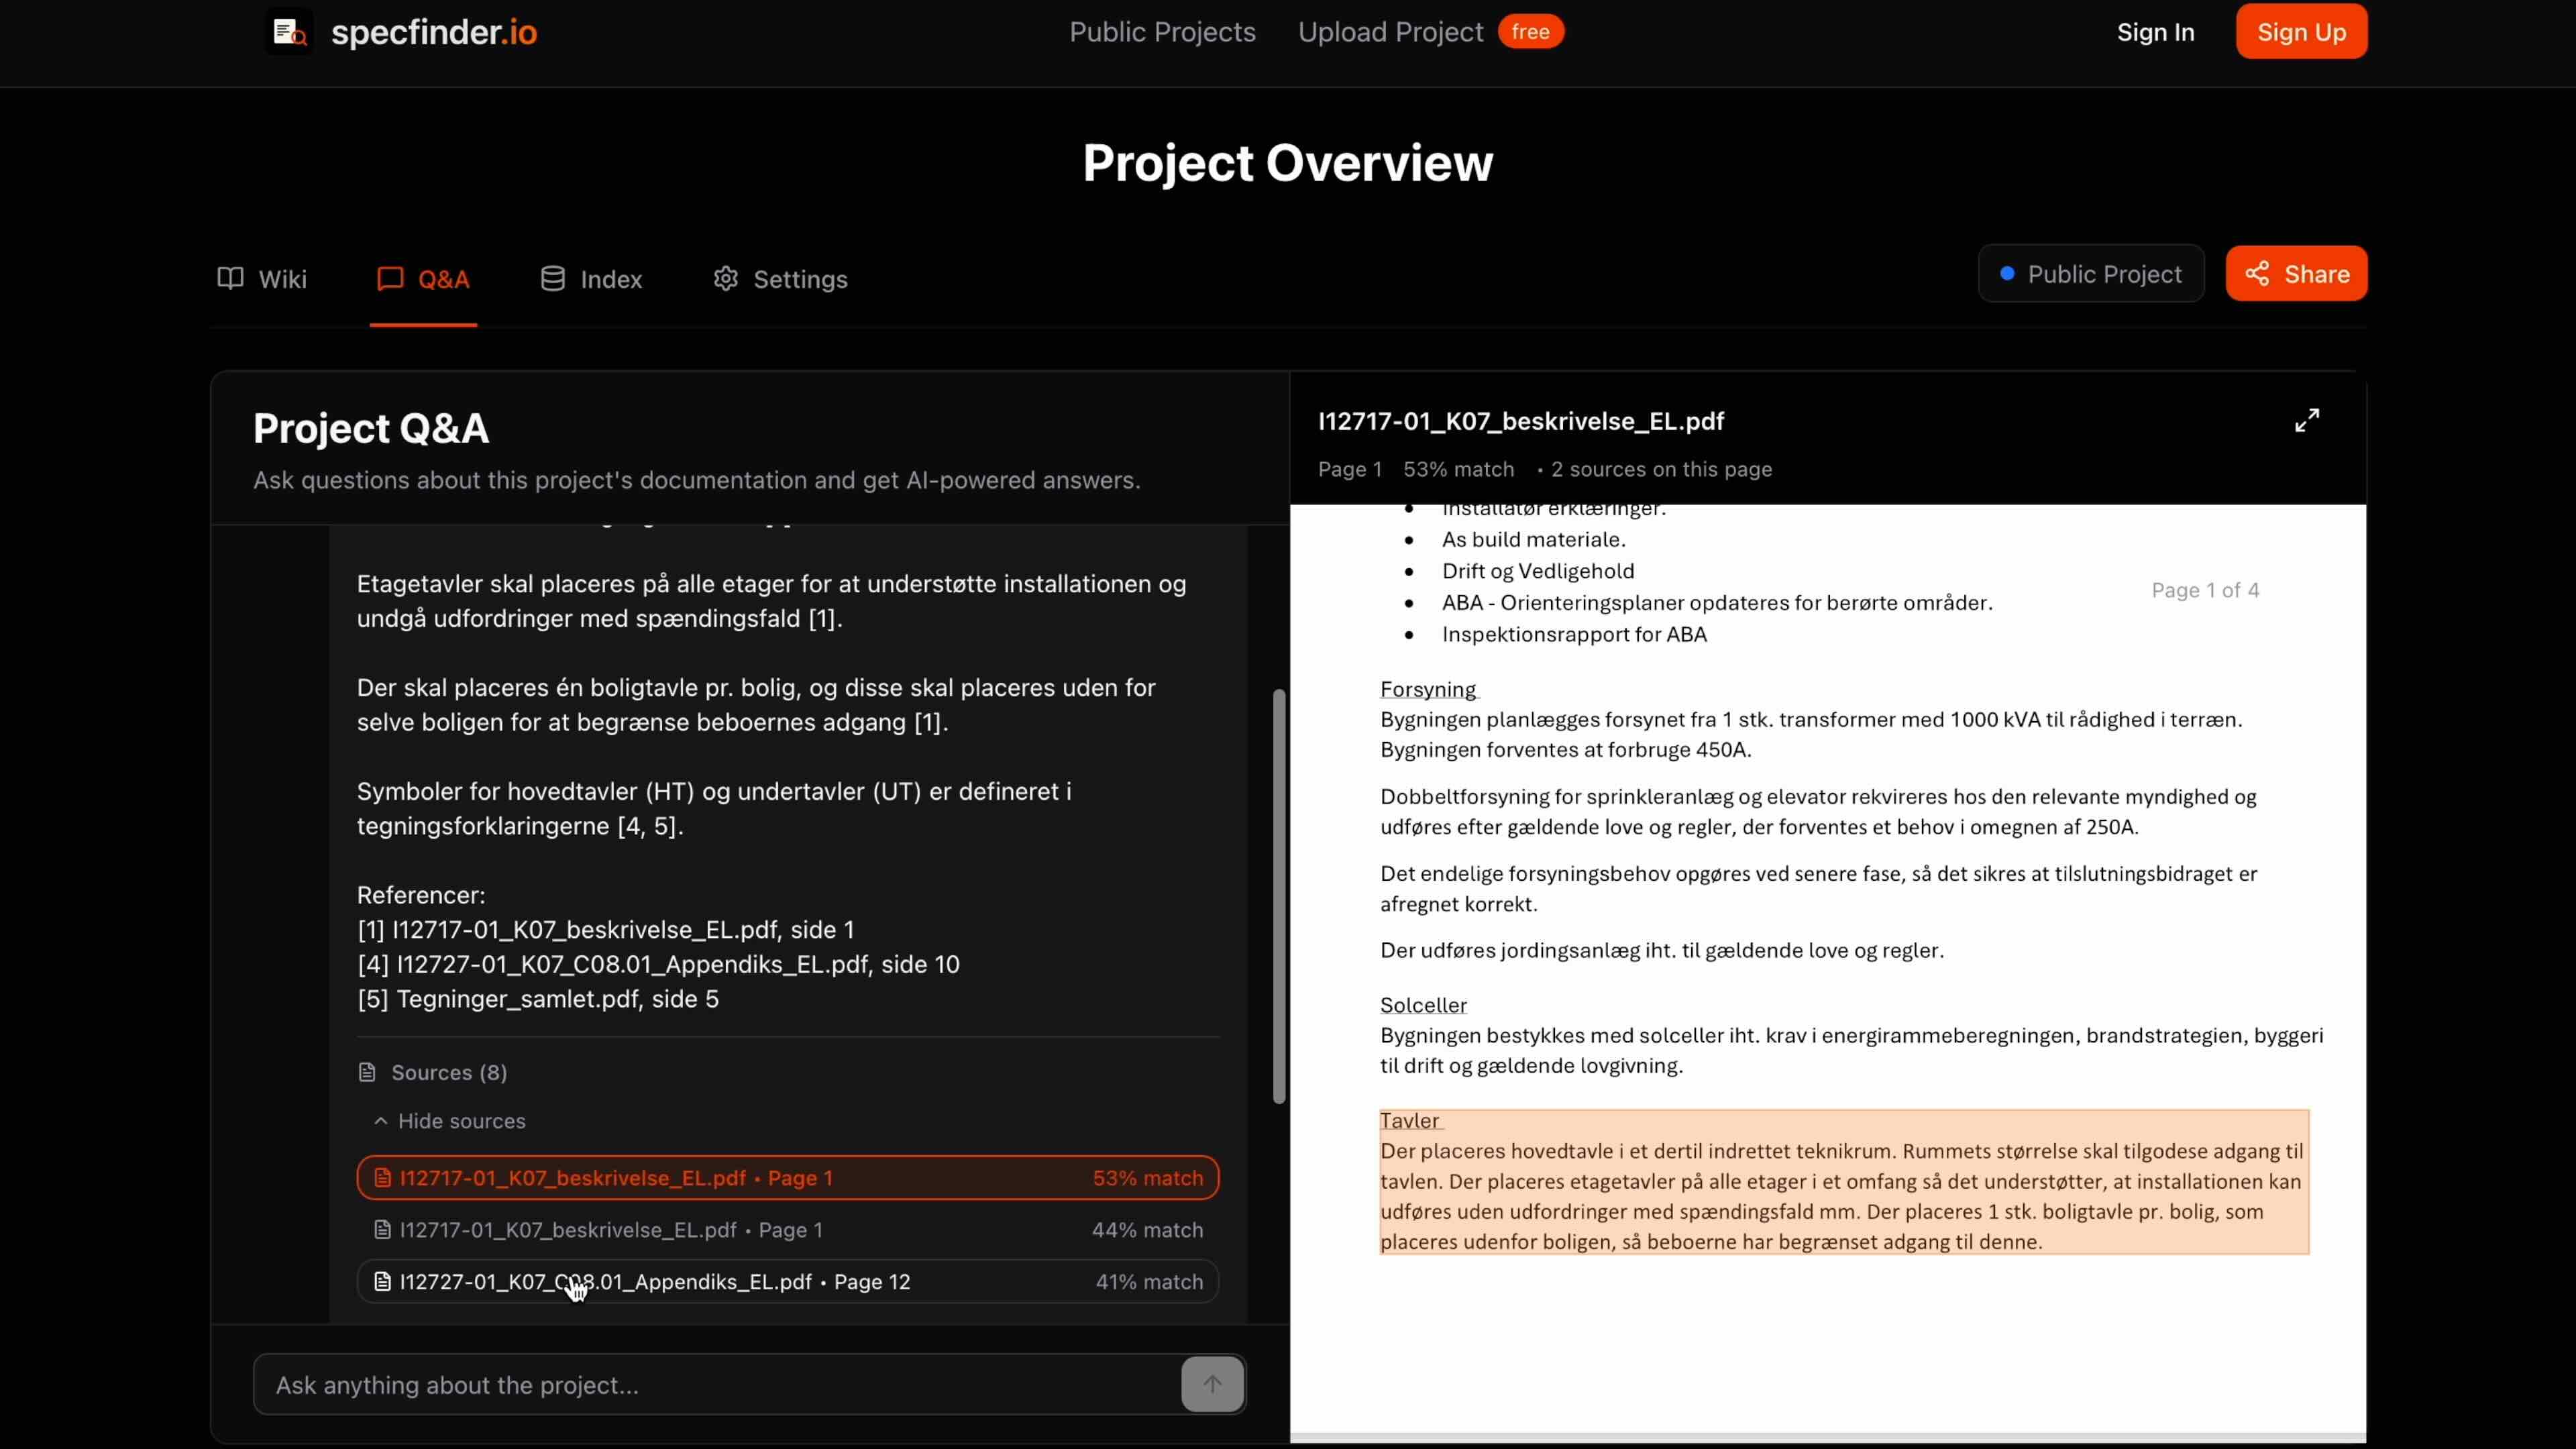 specfinder.io
Public Projects
Upload Project free
Sign In
Sign Up
Project Overview
Wiki
Q&A
Index
Settings
Public Project
Share
Project Q&A
Ask questions about this project's documentation and get AI-powered answers.
Etagetavler skal placeres på alle etager for at understøtte installationen og
undgå udfordringer med spændingsfald [1].
Der skal placeres én boligtavle pr. bolig, og disse skal placeres uden for
selve boligen for at begrænse beboernes adgang [1].
Symboler for hovedtavler (HT) og undertavler (UT) er defineret i
tegningsforklaringerne [4, 5].
Referencer:
[1] I12717-01_K07_beskrivelse_EL.pdf, side 1
[4] I12727-01_K07_C08.01_Appendiks_EL.pdf, side 10
[5] Tegninger_samlet.pdf, side 5
Sources (8)
Hide sources
I12717-01_K07_beskrivelse_EL.pdf • Page 1 53% match
I12717-01_K07_beskrivelse_EL.pdf • Page 1 44% match
I12727-01_K07_C08.01_Appendiks_EL.pdf • Page 12 41% match
Ask anything about the project...
I12717-01_K07_beskrivelse_EL.pdf
Page 1 53% match • 2 sources on this page
• Installatør erklæringer.
• As build materiale.
• Drift og Vedligehold
Page 1 of 4
• ABA - Orienteringsplaner opdateres for berørte områder.
• Inspektionsrapport for ABA
Forsyning
Bygningen planlægges forsynet fra 1 stk. transformer med 1000 kVA til rådighed i terræn.
Bygningen forventes at forbruge 450A.
Dobbeltforsyning for sprinkleranlæg og elevator rekvireres hos den relevante myndighed og
udføres efter gældende love og regler, der forventes et behov i omegnen af 250A.
Det endelige forsyningsbehov opgøres ved senere fase, så det sikres at tilslutningsbidraget er
afregnet korrekt.
Der udføres jordingsanlæg iht. til gældende love og regler.
Solceller
Bygningen bestykkes med solceller iht. krav i energirammeberegningen, brandstrategien, byggeri
til drift og gældende lovgivning.
Tavler
Der placeres hovedtavle i et dertil indrettet teknikrum. Rummets størrelse skal tilgodese adgang til
tavlen. Der placeres etagetavler på alle etager i et omfang så det understøtter, at installationen kan
udføres uden udfordringer med spændingsfald mm. Der placeres 1 stk. boligtavle pr. bolig, som
placeres udenfor boligen, så beboerne har begrænset adgang til denne.